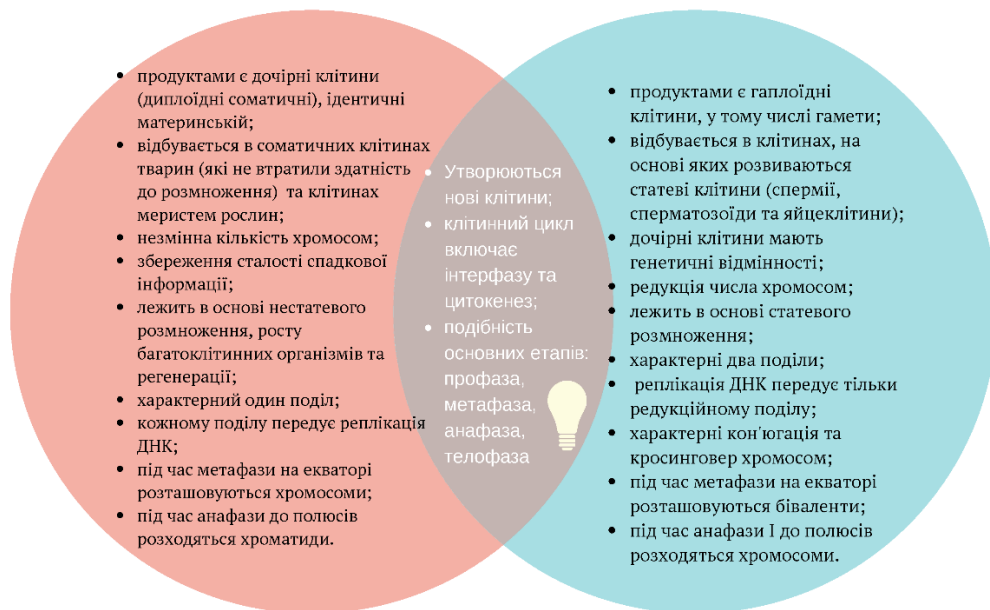 • продуктами є дочірні клітини
(диплоїдні соматичні), ідентичні
материнській;
• відбувається в соматичних клітинах
тварин (які не втратили здатність
до розмноження) та клітинах
меристем рослин;
• незмінна кількість хромосом;
• збереження сталості спадкової
інформації;
• лежить в основі нестатевого
розмноження, росту
багатоклітинних організмів та
регенерації;
• характерний один поділ;
• кожному поділу передує реплікація
ДНК;
• під час метафази на екваторі
розташовуються хромосоми;
• під час анафази до полюсів
розходяться хроматиди.
• Утворюються
нові клітини;
• клітинний цикл
включає
інтерфазу та
цитокенез;
• подібність
основних етапів:
профаза,
метафаза,
анафаза,
телофаза
• продуктами є гаплоїдні
клітини, у тому числі гамети;
• відбувається в клітинах, на
основі яких розвиваються
статеві клітини (спермії,
сперматозоїди та яйцеклітини);
• дочірні клітини мають
генетичні відмінності;
• редукція числа хромосом;
• лежить в основі статевого
розмноження;
• характерні два поділи;
• реплікація ДНК передує тільки
редукційному поділу;
• характерні кон'югація та
кросинговер хромосом;
• під час метафази на екваторі
розташовуються біваленти;
• під час анафази І до полюсів
розходяться хромосоми.